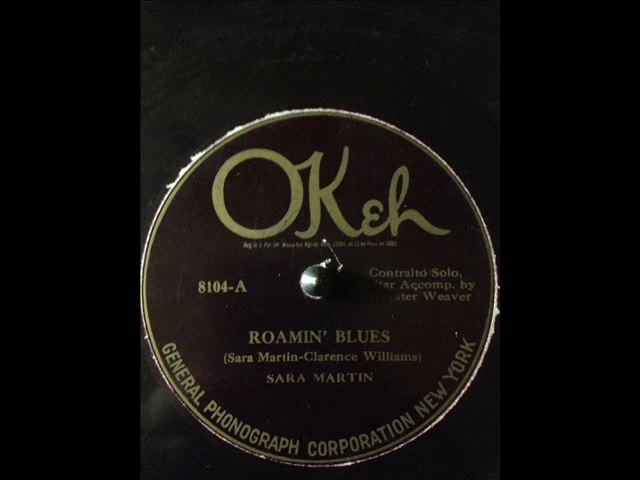 OKeh
8104-A
Contralto Solo,
Accomp. by
Weaver
ROAMIN' BLUES
(Sara Martin-Clarence Williams)
SARA MARTIN
GENERAL PHONOGRAPH CORPORATION NEW YORK